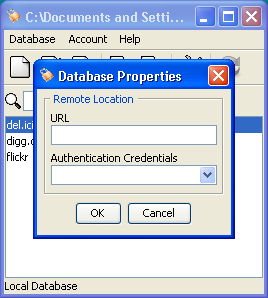 C:\Documents and Setti...
Database Account Help
Database Properties
Remote Location
URL
Authentication Credentials
OK Cancel
del.ici
digg.c
flickr
Local Database